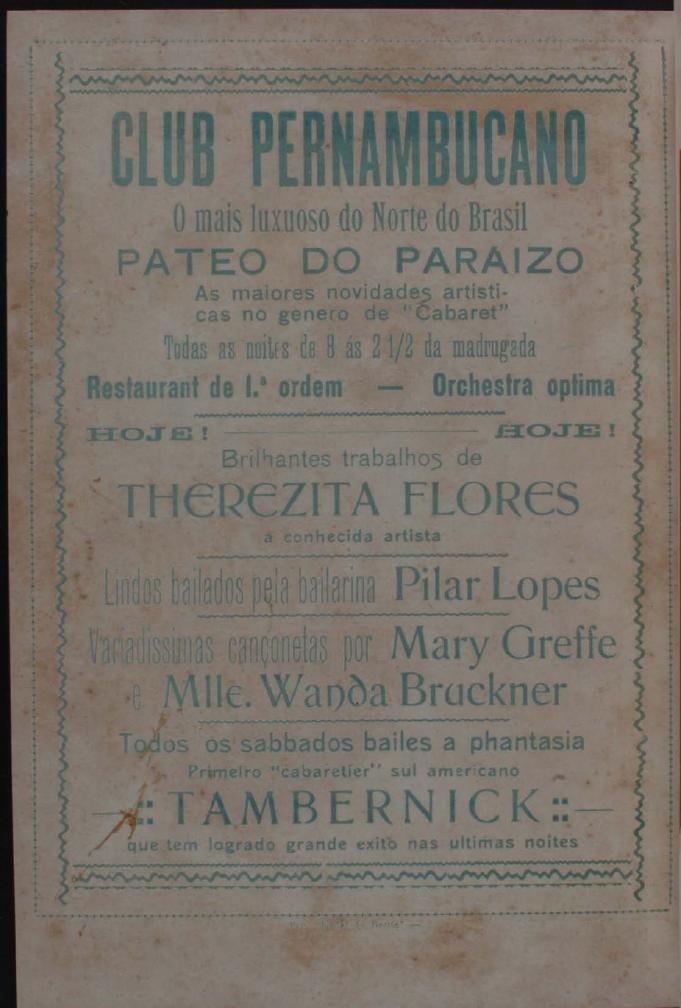 CLUB PERNAMBUCANO
O mais luxuoso do Norte do Brasil
PATEO DO PARAIZO
As maiores novidades artisti-
cas no genero de "Cabaret"
Todas as noites de 8 ás 2 1/2 da madrugada
Restaurant de 1.ª ordem — Orchestra optima
HOJE! HOJE!
Brilhantes trabalhos de
THEREZITA FLORES
a conhecida artista
Lindos bailados pela bailarina Pilar Lopes
Variadissimas cançonetas por Mary Greffe
e Mlle. Wanda Bruckner
Todos os sabbados bailes a phantasia
Primeiro "cabaretier" sul americano
—:: TAMBERNICK ::—
que tem logrado grande exito nas ultimas noites